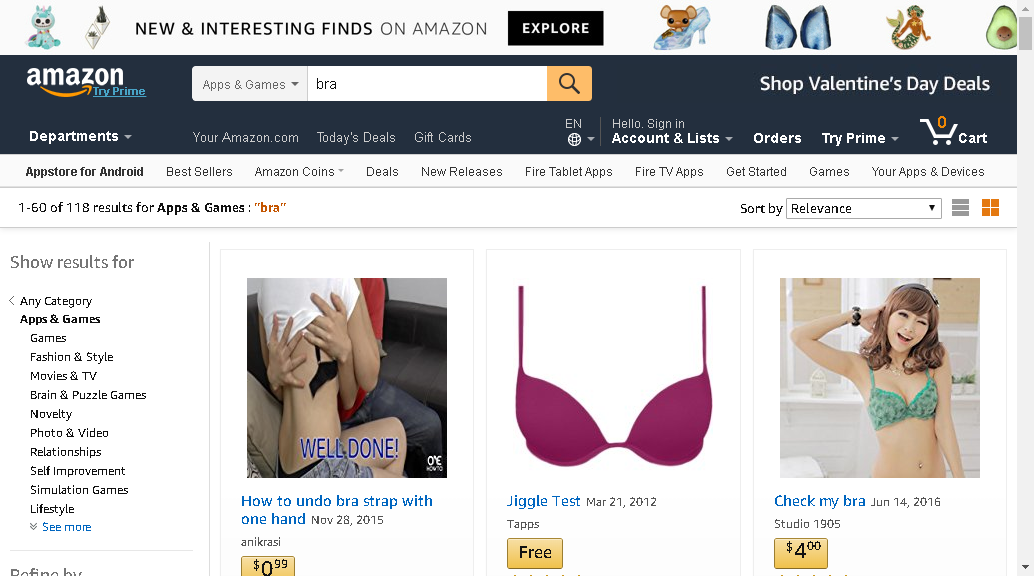 NEW & INTERESTING FINDS ON AMAZON EXPLORE
amazon
Try Prime
Apps & Games bra
Shop Valentine's Day Deals
Departments
Your Amazon.com Today's Deals Gift Cards
EN
Hello. Sign in
Account & Lists
Orders
Try Prime
0
Cart
Appstore for Android Best Sellers Amazon Coins Deals New Releases Fire Tablet Apps Fire TV Apps Get Started Games Your Apps & Devices
1-60 of 118 results for Apps & Games : "bra"
Sort by Relevance
Show results for
Any Category
Apps & Games
Games
Fashion & Style
Movies & TV
Brain & Puzzle Games
Novelty
Photo & Video
Relationships
Self Improvement
Simulation Games
Lifestyle
See more
Refine by
WELL DONE!
HOWTO
How to undo bra strap with
one hand Nov 28, 2015
anikrasi
$0.99
Jiggle Test Mar 21, 2012
Tapps
Free
Check my bra Jun 14, 2016
Studio 1905
$4.00